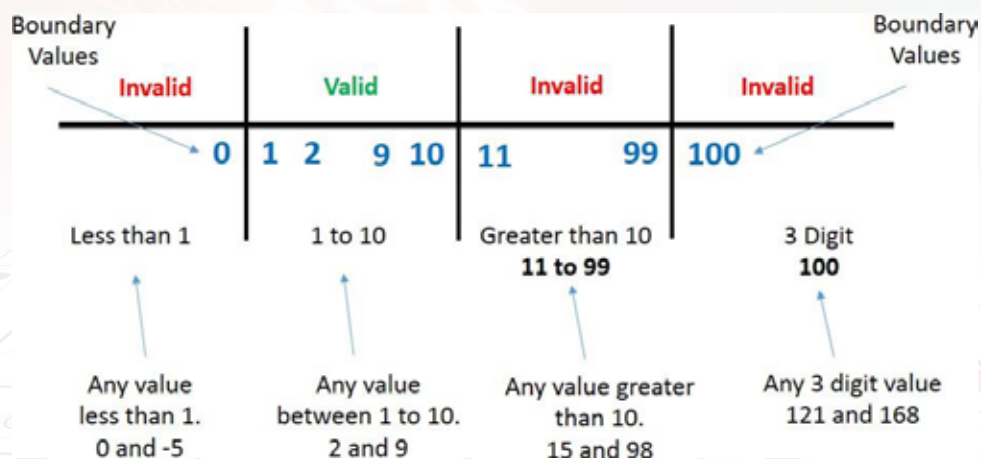 Boundary
Values
Boundary
Values
Invalid
Valid
Invalid
Invalid
0 1 2 9 10 11 99 100
Less than 1
1 to 10
Greater than 10
11 to 99
3 Digit
100
Any value
less than 1.
0 and -5
Any value
between 1 to 10.
2 and 9
Any value greater
than 10.
15 and 98
Any 3 digit value
121 and 168